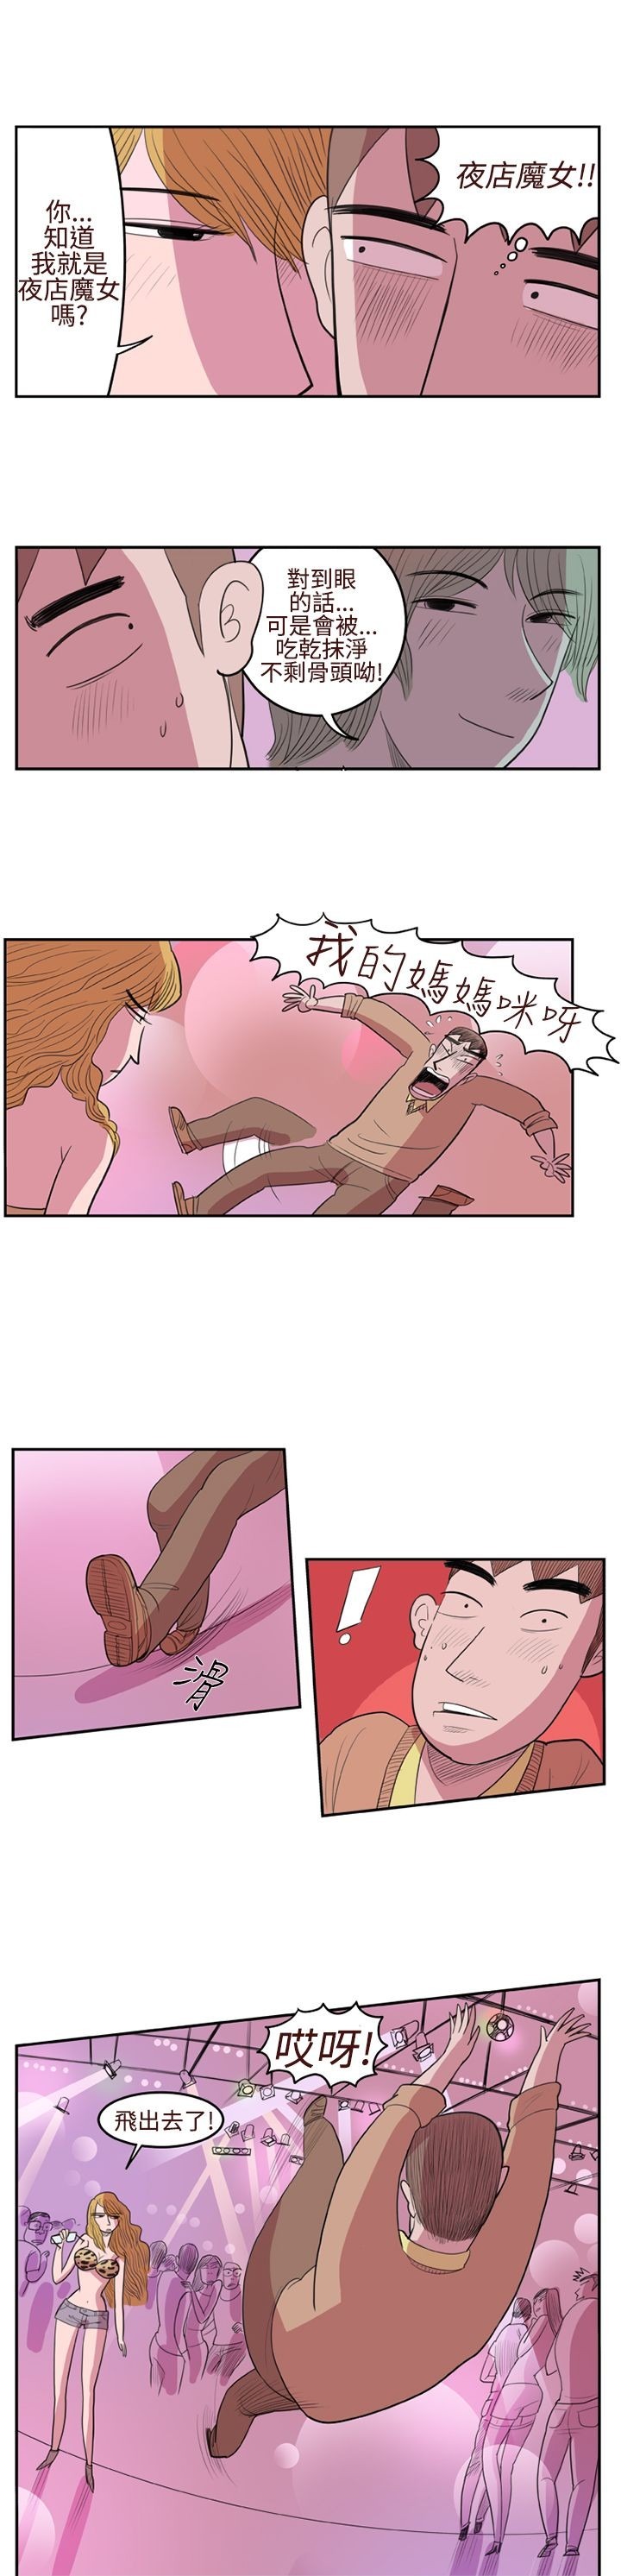 你...
知道
我就是
夜店魔女
嗎?
夜店魔女!!
對到眼
的話...
可是會被...
吃乾抹淨
不剩骨頭呦!
我的媽媽咪呀
滑
!
哎呀!
飛出去了!